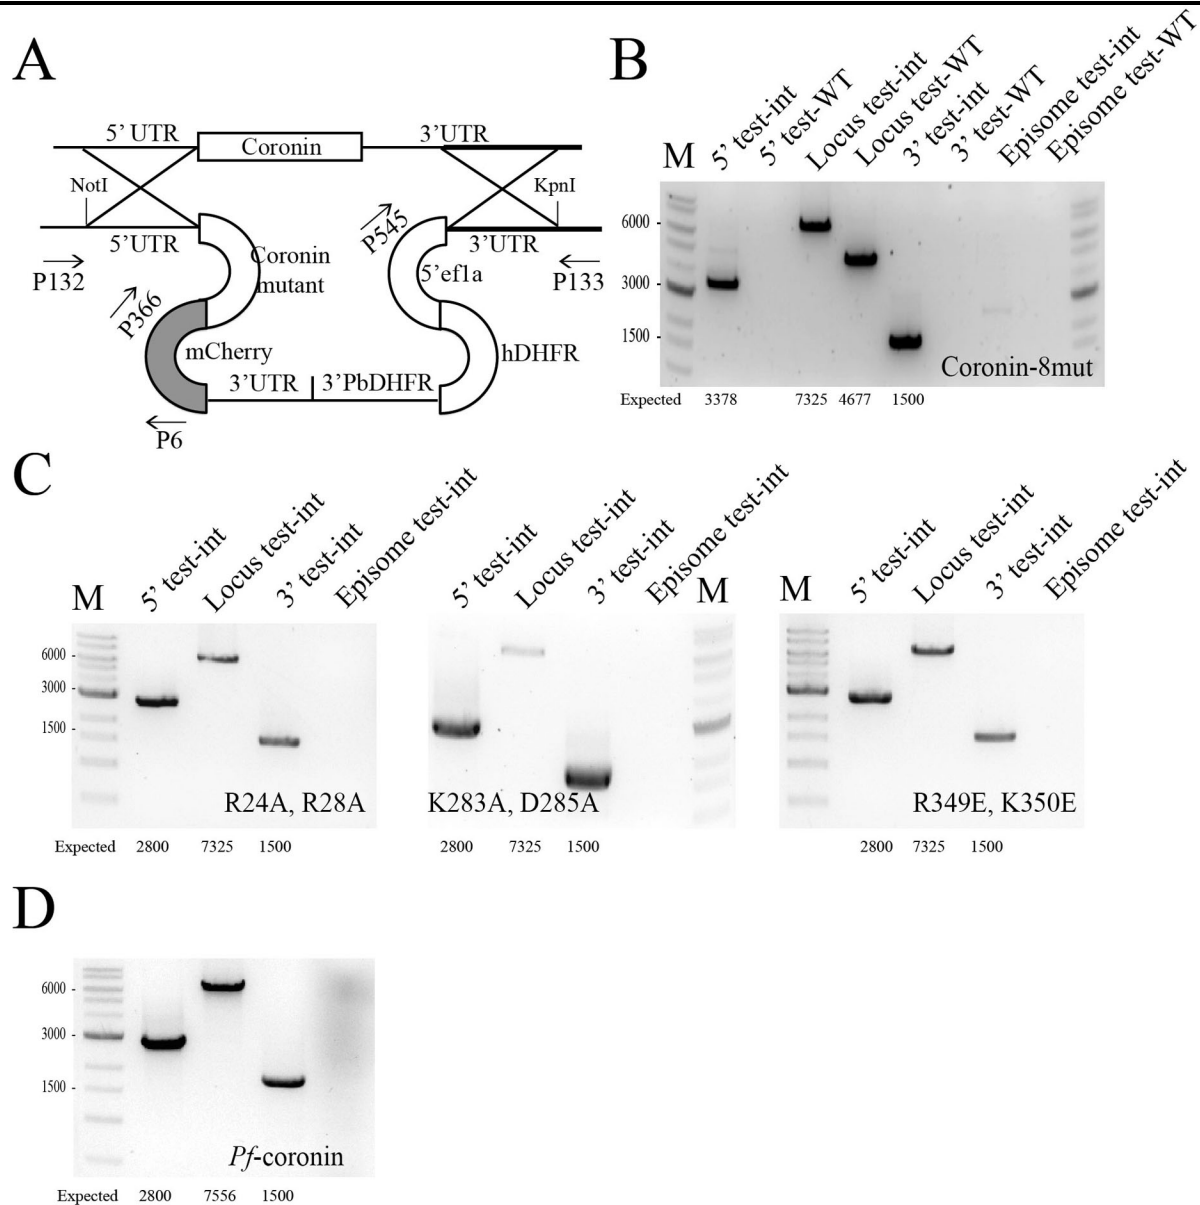 A
5’ UTR
3’UTR
Coronin
NotI
KpnI
P545
5’UTR
3’UTR
Coronin
mutant
5’ef1a
P132
P133
P366
mCherry
hDHFR
3’UTR
3’PbDHFR
P6
B
M
5’ test-int
5’ test-WT
Locus test-int
Locus test-WT
3’ test-int
3’ test-WT
Episome test-int
Episome test-WT
6000 -
3000 -
1500 -
Coronin-8mut
Expected 3378 7325 4677 1500
C
M
5’ test-int
Locus test-int
3’ test-int
Episome test-int
6000 -
3000 -
1500 -
R24A, R28A
Expected 2800 7325 1500
5’ test-int
Locus test-int
3’ test-int
Episome test-int
M
K283A, D285A
2800 7325 1500
M
5’ test-int
Locus test-int
3’ test-int
Episome test-int
R349E, K350E
2800 7325 1500
D
6000 -
3000 -
1500 -
Pf-coronin
Expected 2800 7556 1500